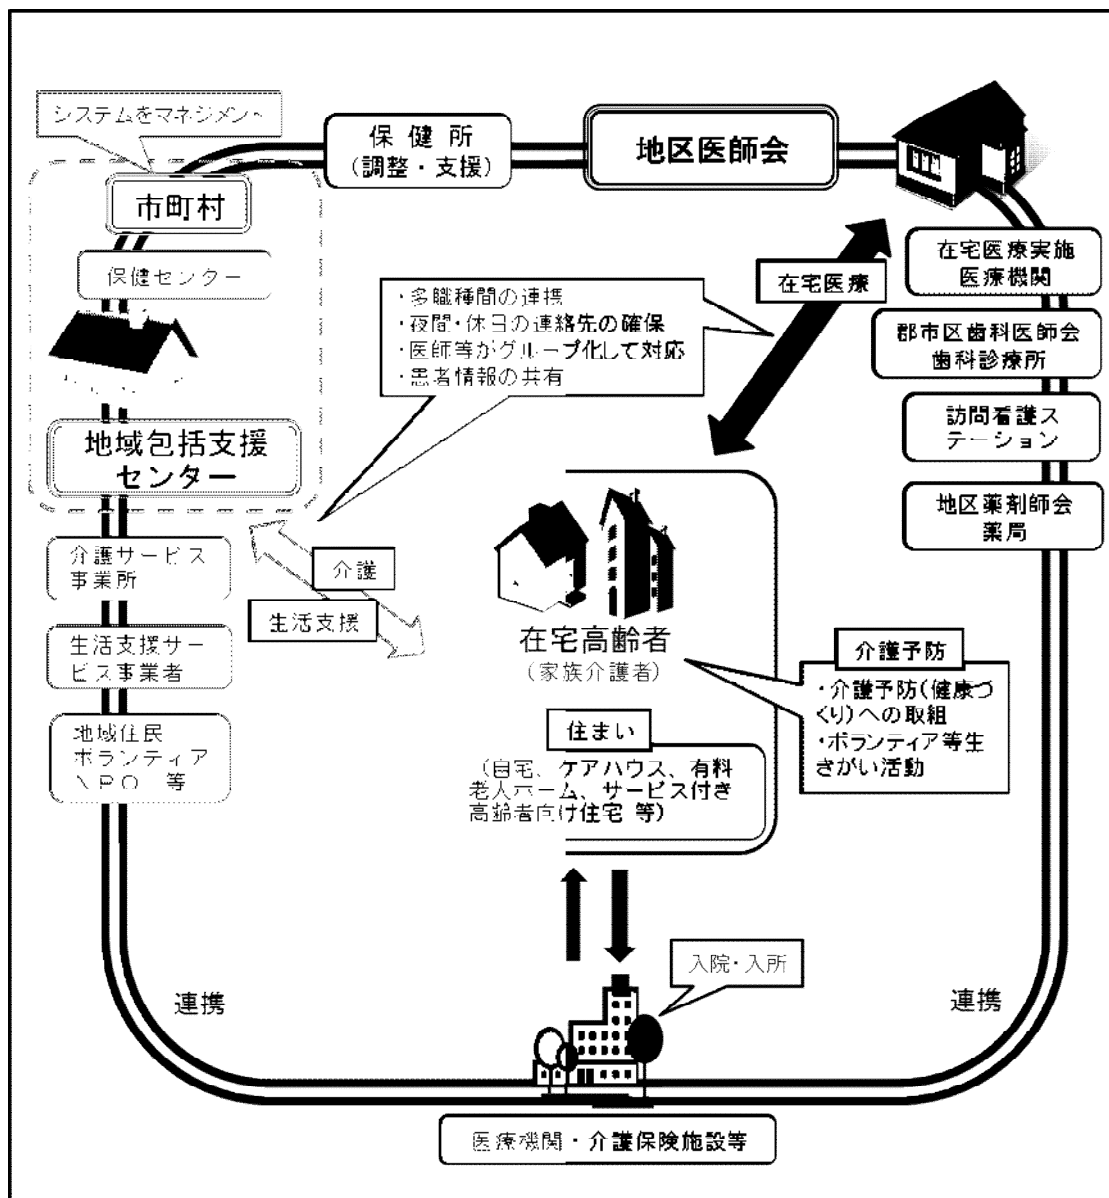 システムをマネジメント
保健所
(調整・支援)
地区医師会
市町村
保健センター
地域包括支援
センター
介護サービス
事業所
生活支援サー
ビス事業者
地域住民
ボランティア
NPO 等
・多職種間の連携
・夜間・休日の連絡先の確保
・医師等がグループ化して対応
・患者情報の共有
在宅医療
在宅医療実施
医療機関
郡市区歯科医師会
歯科診療所
訪問看護ス
テーション
地区薬剤師会
薬局
介護
生活支援
在宅高齢者
(家族介護者)
介護予防
・介護予防(健康づ
くり)への取組
・ボランティア等生
きがい活動
住まい
(自宅、ケアハウス、有料
老人ホーム、サービス付き
高齢者向け住宅 等)
入院・入所
連携
連携
医療機関・介護保険施設等